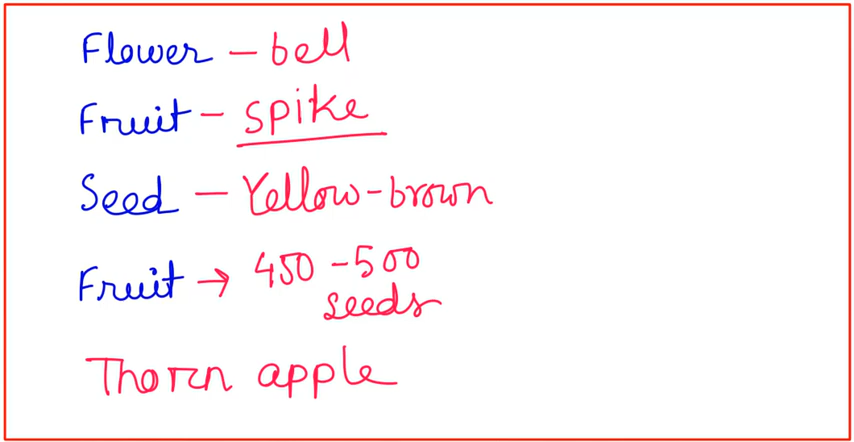 Flower - bell
Fruit - spike
Seed - Yellow-brown
Fruit → 450 - 500
seeds
Thorn apple